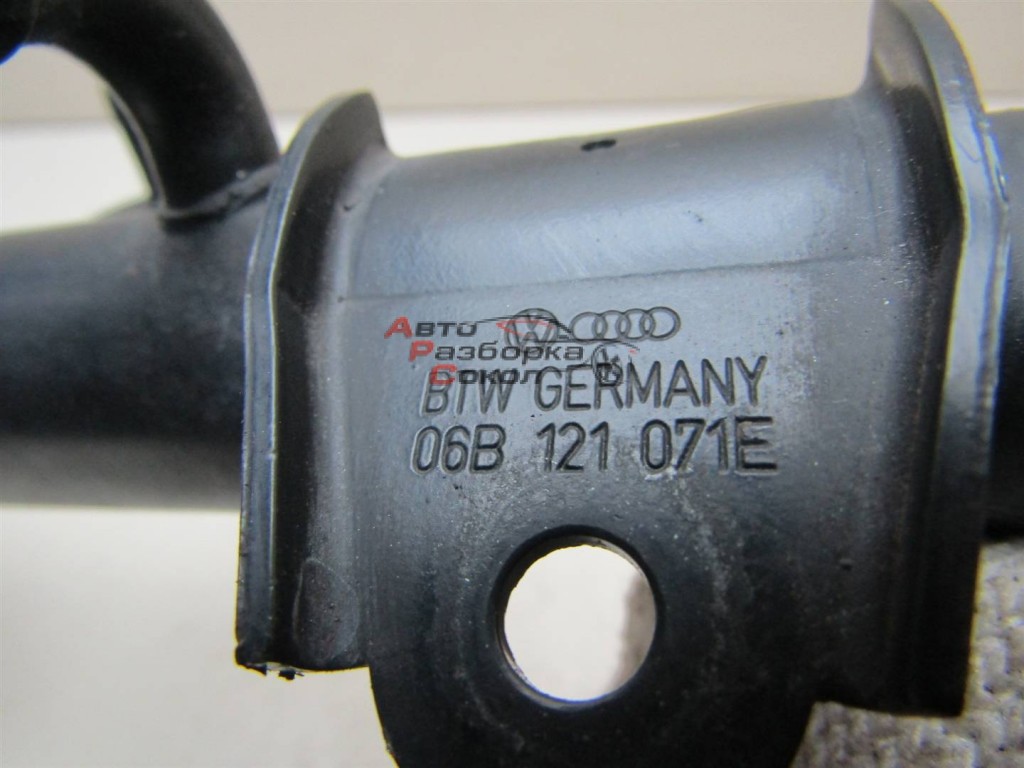 Авто
Разборка
Сокол
BTW GERMANY
06B 121 071E